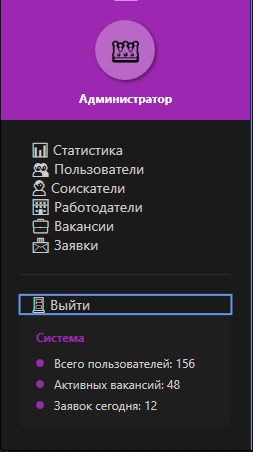 Администратор
Статистика
Пользователи
Соискатели
Работодатели
Вакансии
Заявки
Выйти
Система
Всего пользователей: 156
Активных вакансий: 48
Заявок сегодня: 12